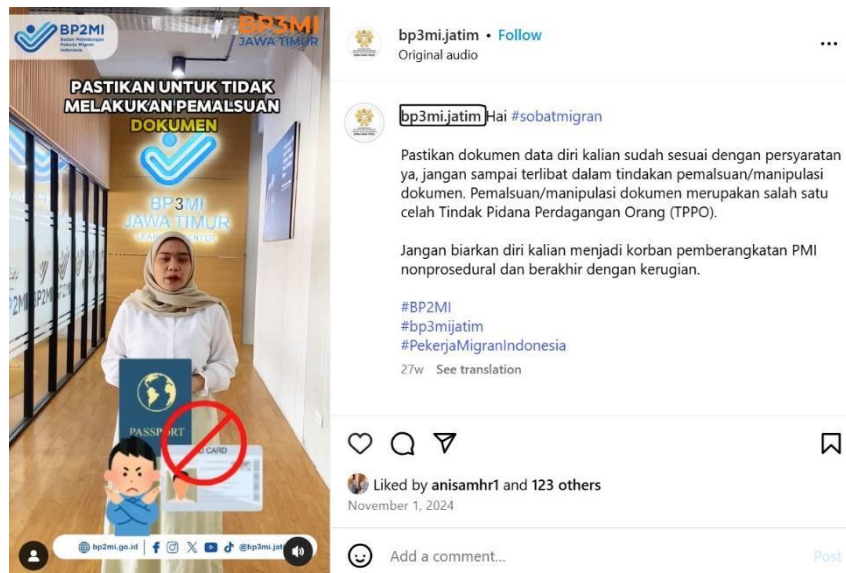 BP2MI
Badan Pelindungan
Pekerja Migran
Indonesia
BP3MI
JAWA TIMUR
PASTIKAN UNTUK TIDAK
MELAKUKAN PEMALSUAN
DOKUMEN
BP3MI
JAWA TIMUR
BP2MI
PASSPORT
CARD
bp2mi.go.id
@bp3mi.jat
bp3mi.jatim • Follow
Original audio
bp3mi.jatim Hai #sobatmigran
Pastikan dokumen data diri kalian sudah sesuai dengan persyaratan
ya, jangan sampai terlibat dalam tindakan pemalsuan/manipulasi
dokumen. Pemalsuan/manipulasi dokumen merupakan salah satu
celah Tindak Pidana Perdagangan Orang (TPPO).
Jangan biarkan diri kalian menjadi korban pemberangkatan PMI
nonprosedural dan berakhir dengan kerugian.
#BP2MI
#bp3mijatim
#PekerjaMigranIndonesia
27w See translation
Liked by anisamhr1 and 123 others
November 1, 2024
Add a comment...
Post